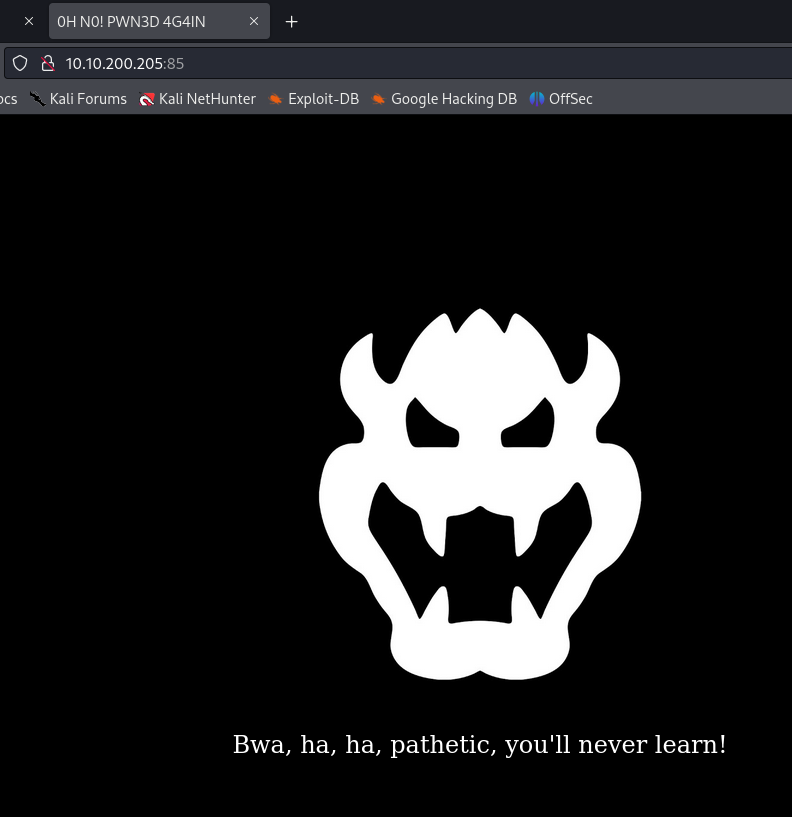 0H N0! PWN3D 4G4IN
10.10.200.205:85
ocs Kali Forums Kali NetHunter Exploit-DB Google Hacking DB OffSec
Bwa, ha, ha, pathetic, you'll never learn!